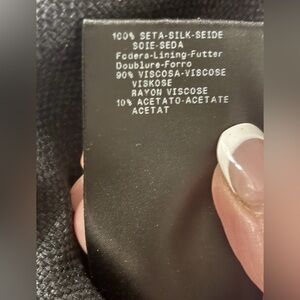 100% SETA-SILK-SEIDE
SOIE-SEDA
Fodera-Lining-Futter
Doublure-Forro
90% VISCOSA-VISCOSE
VISKOSE
RAYON VISCOSE
10% ACETATO-ACETATE
ACETAT